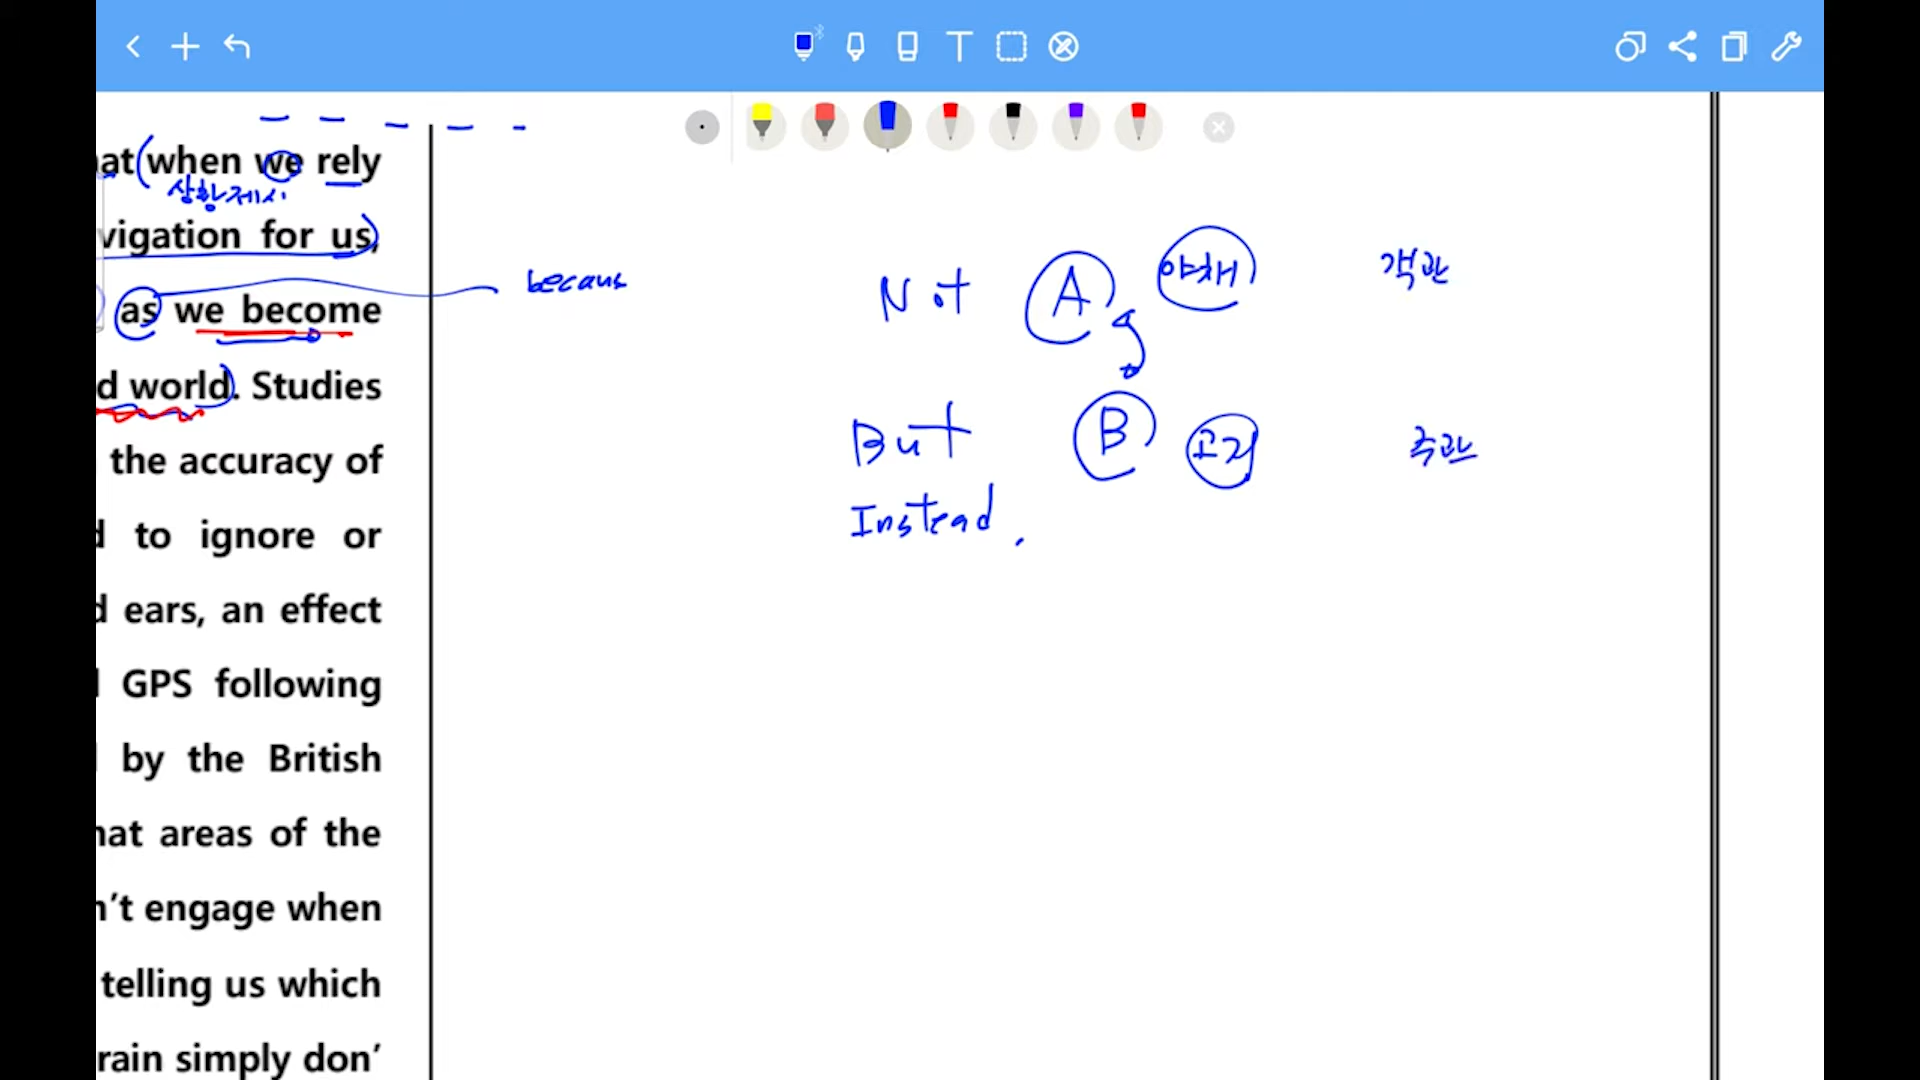 at (when we rely
상황제시
vigation for us,)
as we become
becaus
d world). Studies
the accuracy of
d to ignore or
d ears, an effect
GPS following
by the British
hat areas of the
n't engage when
telling us which
rain simply don'
Not A 야채 객관
But B 고기 주관
Instead,